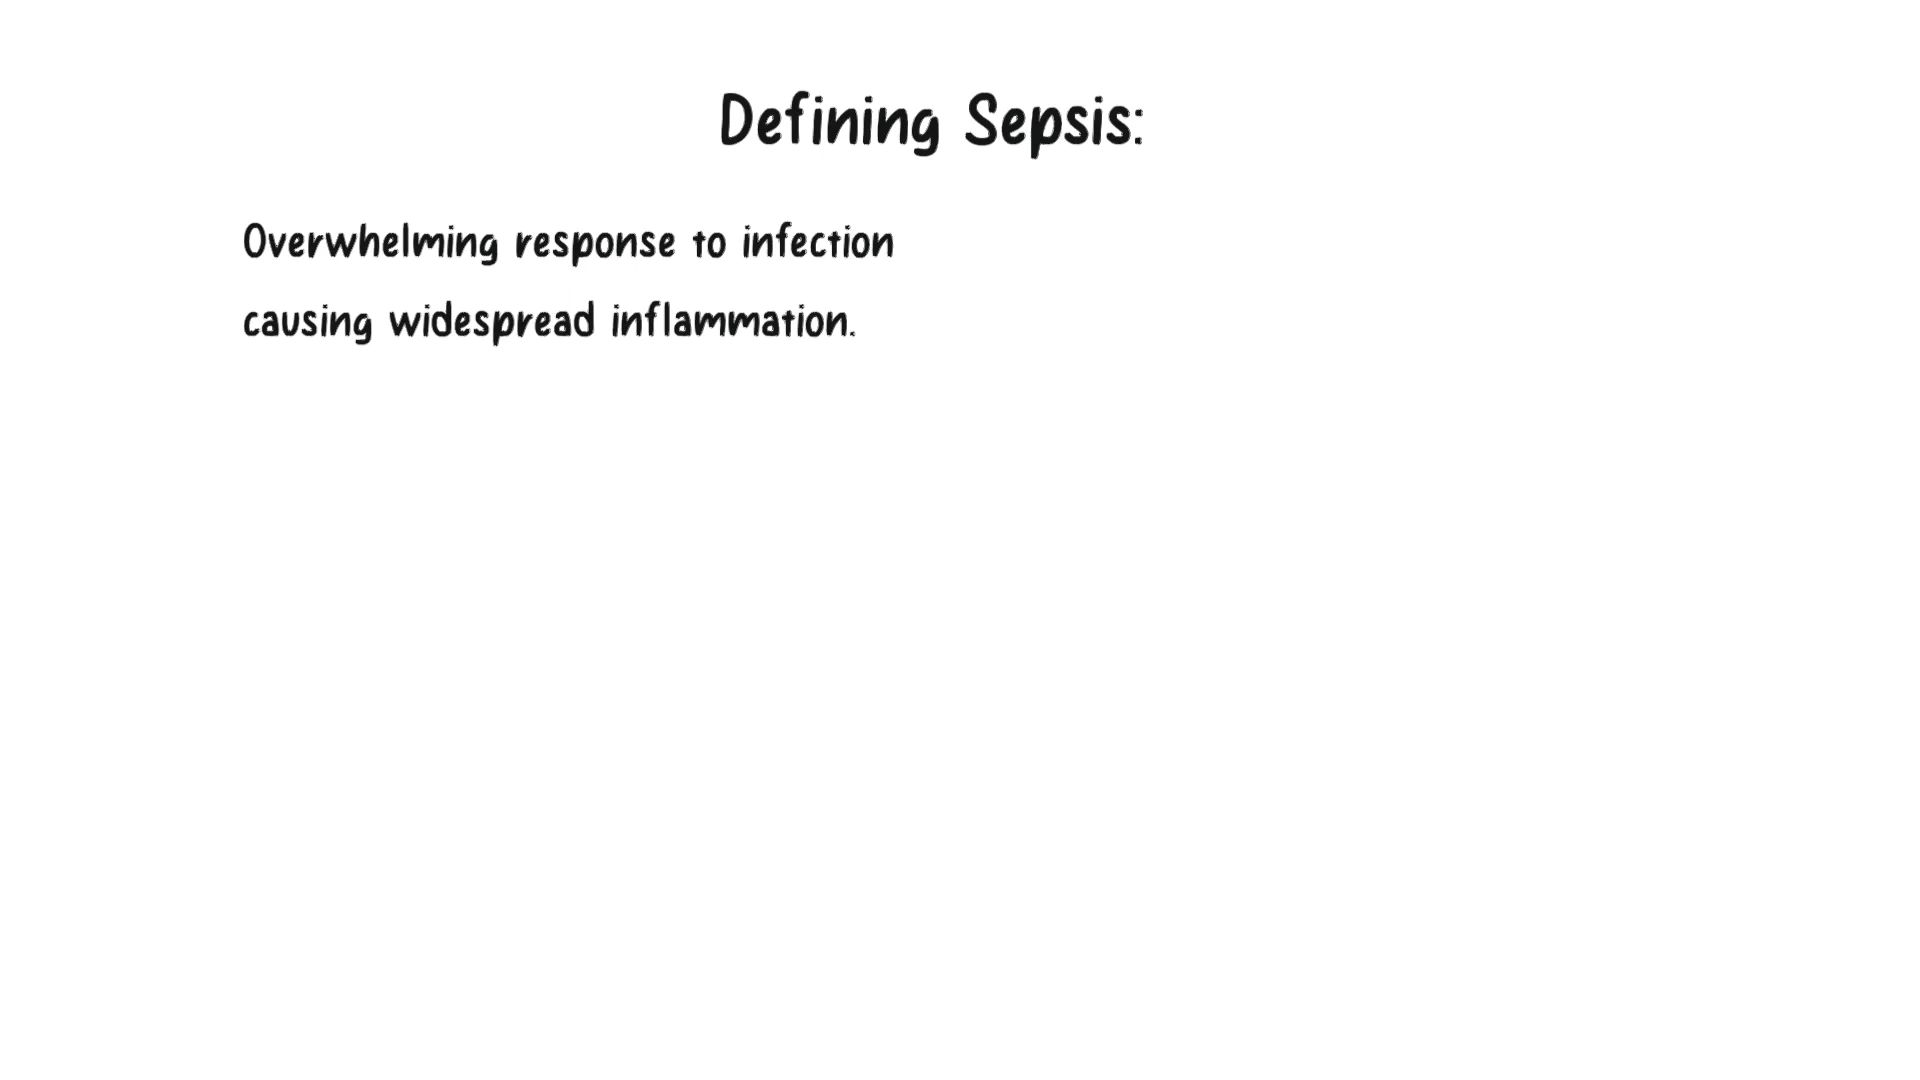 Defining Sepsis:
Overwhelming response to infection
causing widespread inflammation.